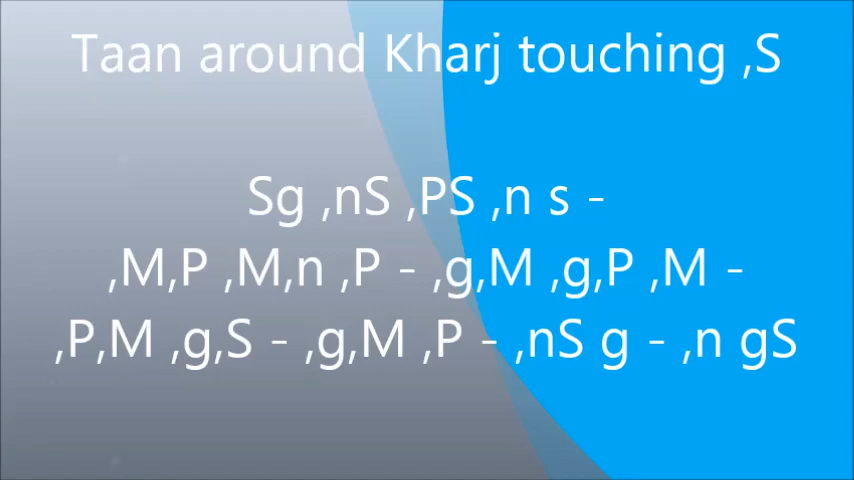 Taan around Kharj touching ,S
Sg ,nS ,PS ,n s -
,M,P ,M,n ,P - ,g,M ,g,P ,M -
,P,M ,g,S - ,g,M ,P - ,nS g - ,n gS